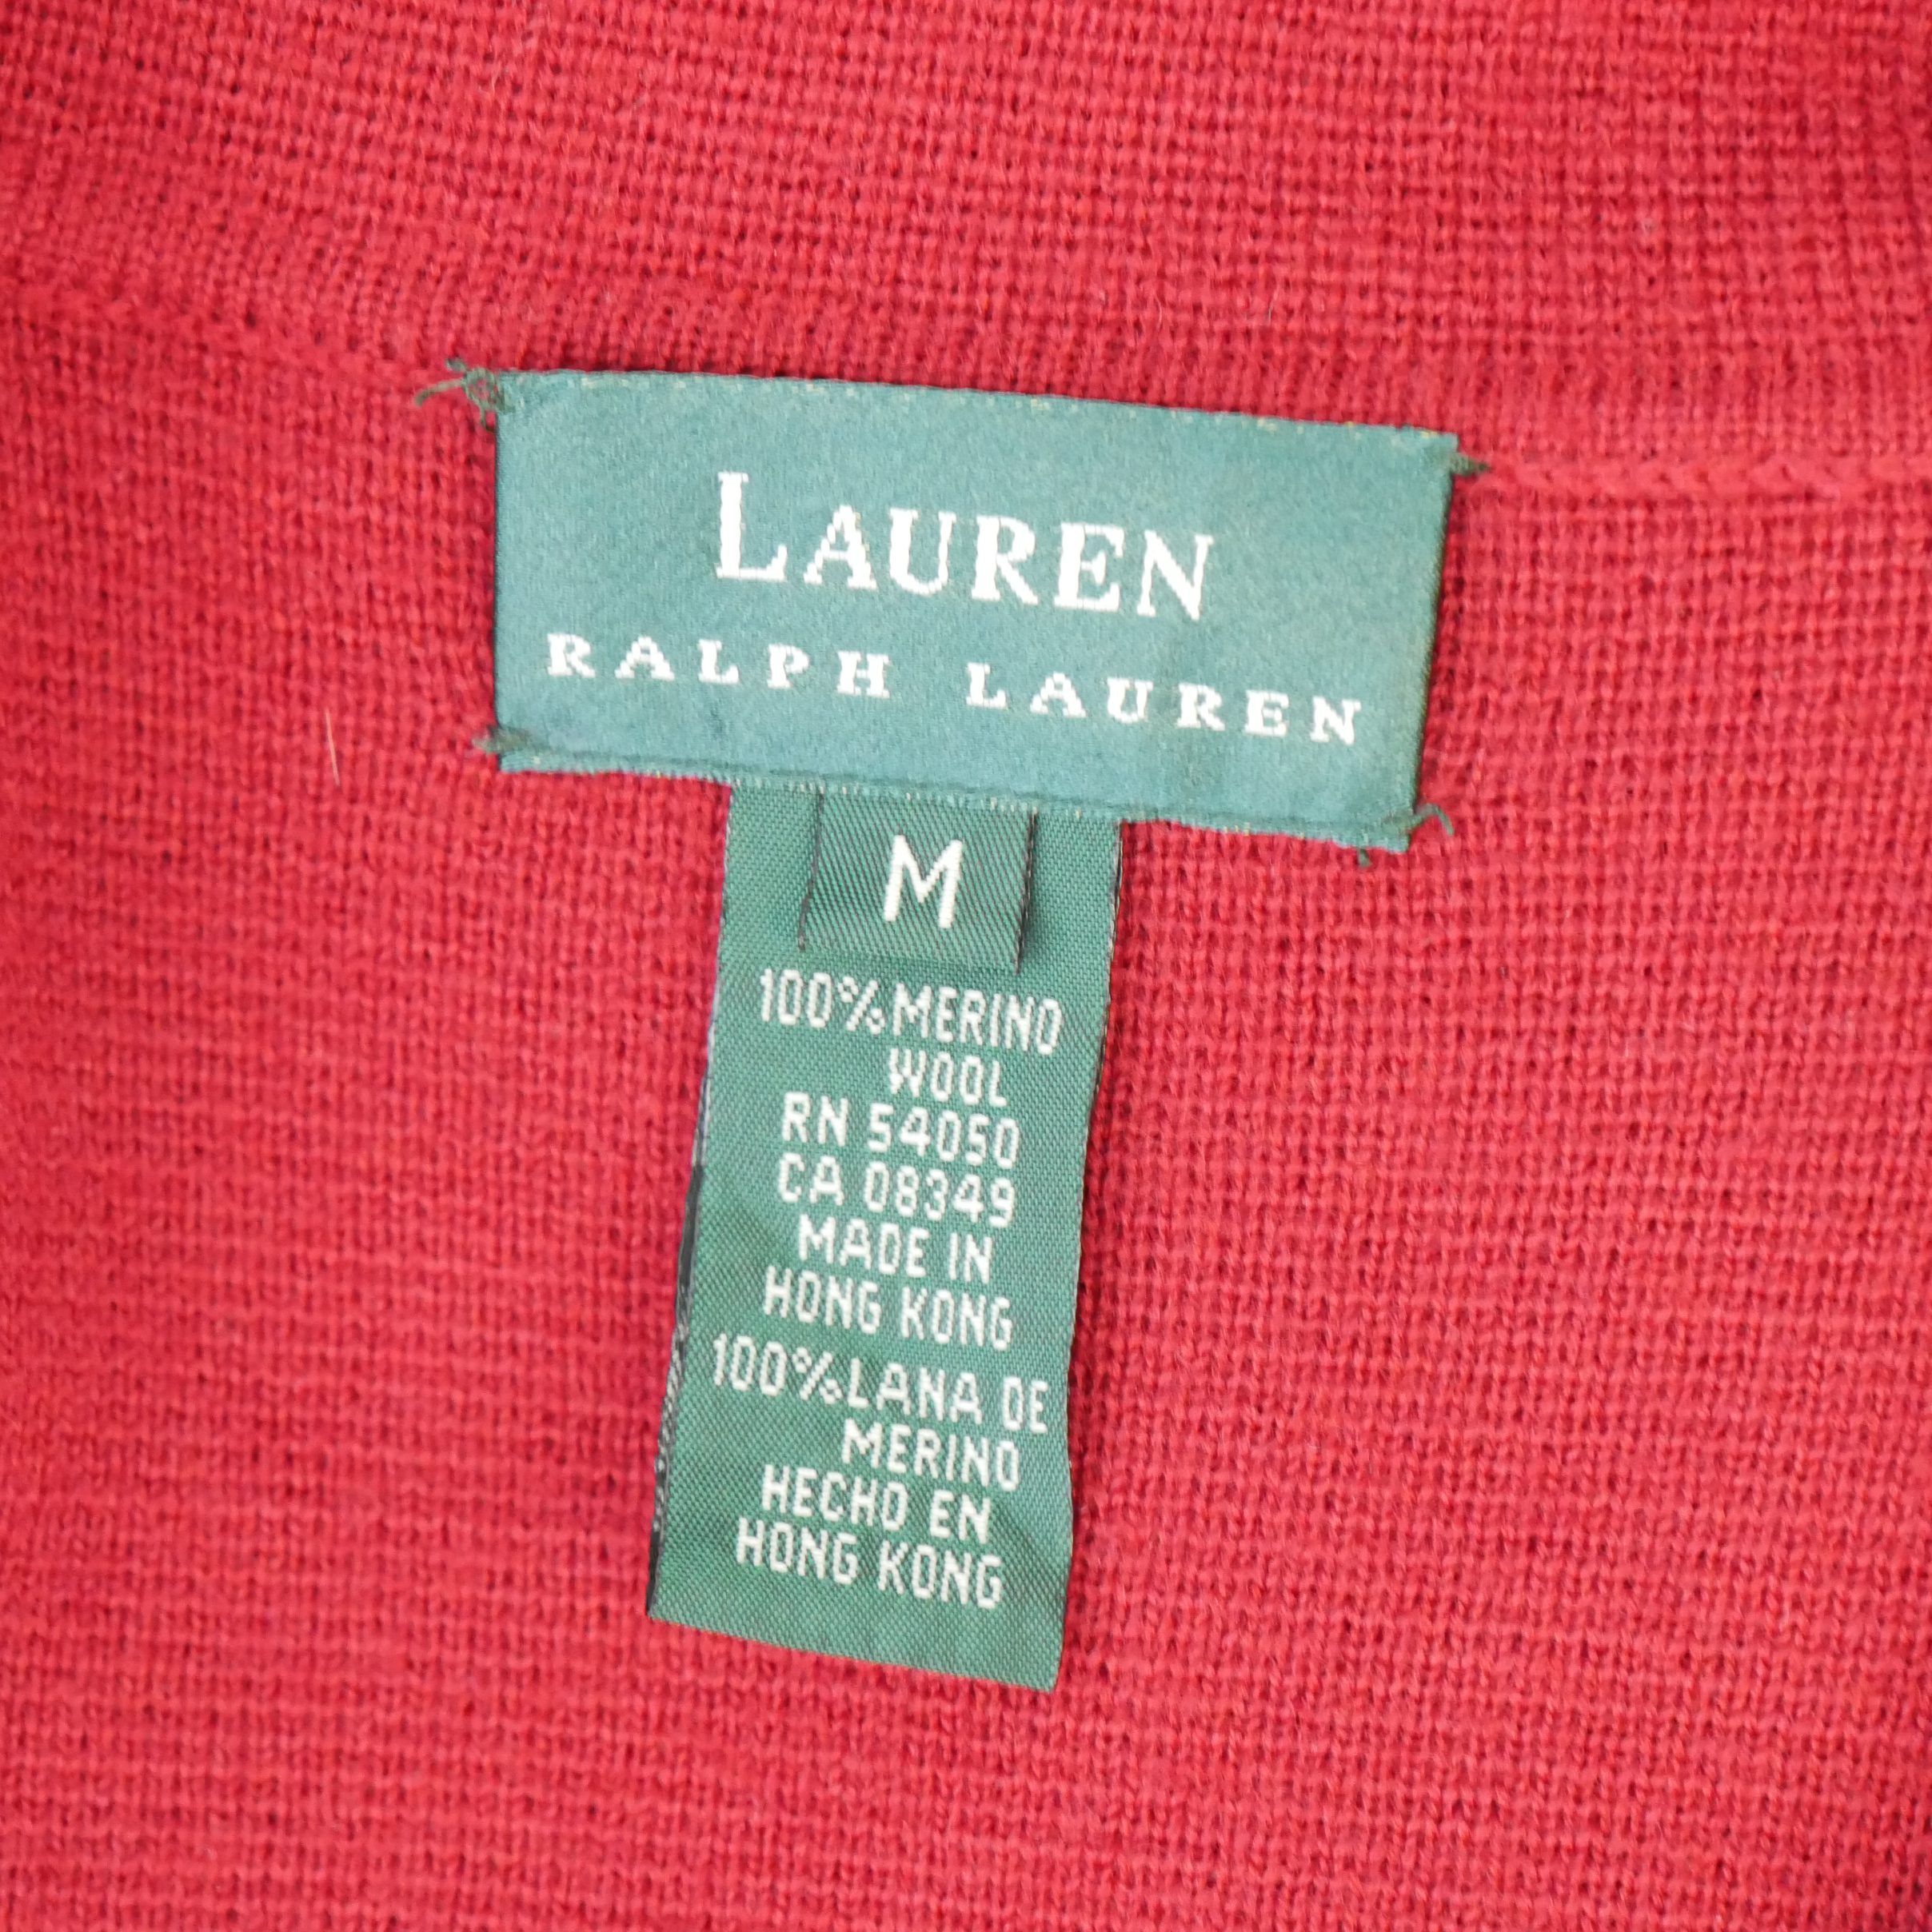 LAUREN
RALPH LAUREN
M
100% MERINO
WOOL
RN 54050
CA 08349
MADE IN
HONG KONG
100% LANA DE
MERINO
HECHO EN
HONG KONG